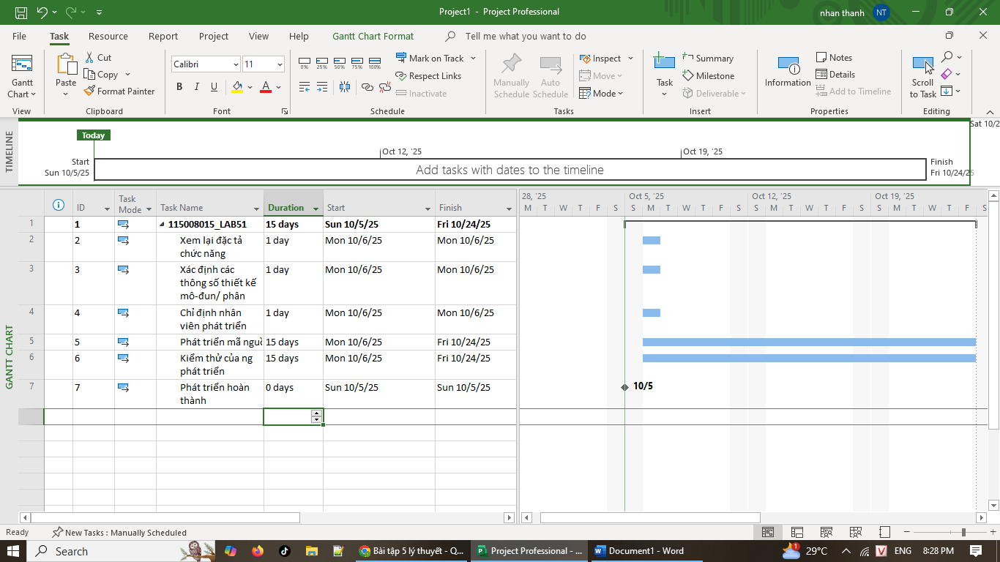 Project1 - Project Professional
nhan thanh NT
File Task Resource Report Project View Help Gantt Chart Format Tell me what you want to do
Gantt Chart
View
Paste
Cut
Copy
Format Painter
Clipboard
Calibri 11
B I U A
Font
0% 25% 50% 75% 100%
Mark on Track
Respect Links
Inactivate
Schedule
Manually Schedule
Auto Schedule
Inspect
Move
Mode
Tasks
Task
Summary
Milestone
Deliverable
Insert
Information
Notes
Details
Add to Timeline
Properties
Scroll to Task
Editing
TIMELINE
Today
Sat 10/2
Oct 12, '25 Oct 19, '25
Start
Sun 10/5/25
Add tasks with dates to the timeline
Finish
Fri 10/24/25
GANTT CHART
ID Task Mode Task Name Duration Start Finish
28, '25 Oct 5, '25 Oct 12, '25 Oct 19, '25
M T W T F S S M T W T F S S M T W T F S S M T W T F S
1 1 115008015_LAB51 15 days Sun 10/5/25 Fri 10/24/25
2 2 Xem lại đặc tả 1 day Mon 10/6/25 Mon 10/6/25
chức năng
3 3 Xác định các 1 day Mon 10/6/25 Mon 10/6/25
thông số thiết kế
mô-đun/ phân
4 4 Chỉ định nhân 1 day Mon 10/6/25 Mon 10/6/25
viên phát triển
5 5 Phát triển mã nguồ 15 days Mon 10/6/25 Fri 10/24/25
6 6 Kiểm thử của ng 15 days Mon 10/6/25 Fri 10/24/25
phát triển
7 7 Phát triển hoàn 0 days Sun 10/5/25 Sun 10/5/25 10/5
thành
Ready New Tasks : Manually Scheduled
Search
Bài tập 5 lý thuyết - Q...
Project Professional - ...
Document1 - Word
1 29°C V ENG 8:28 PM